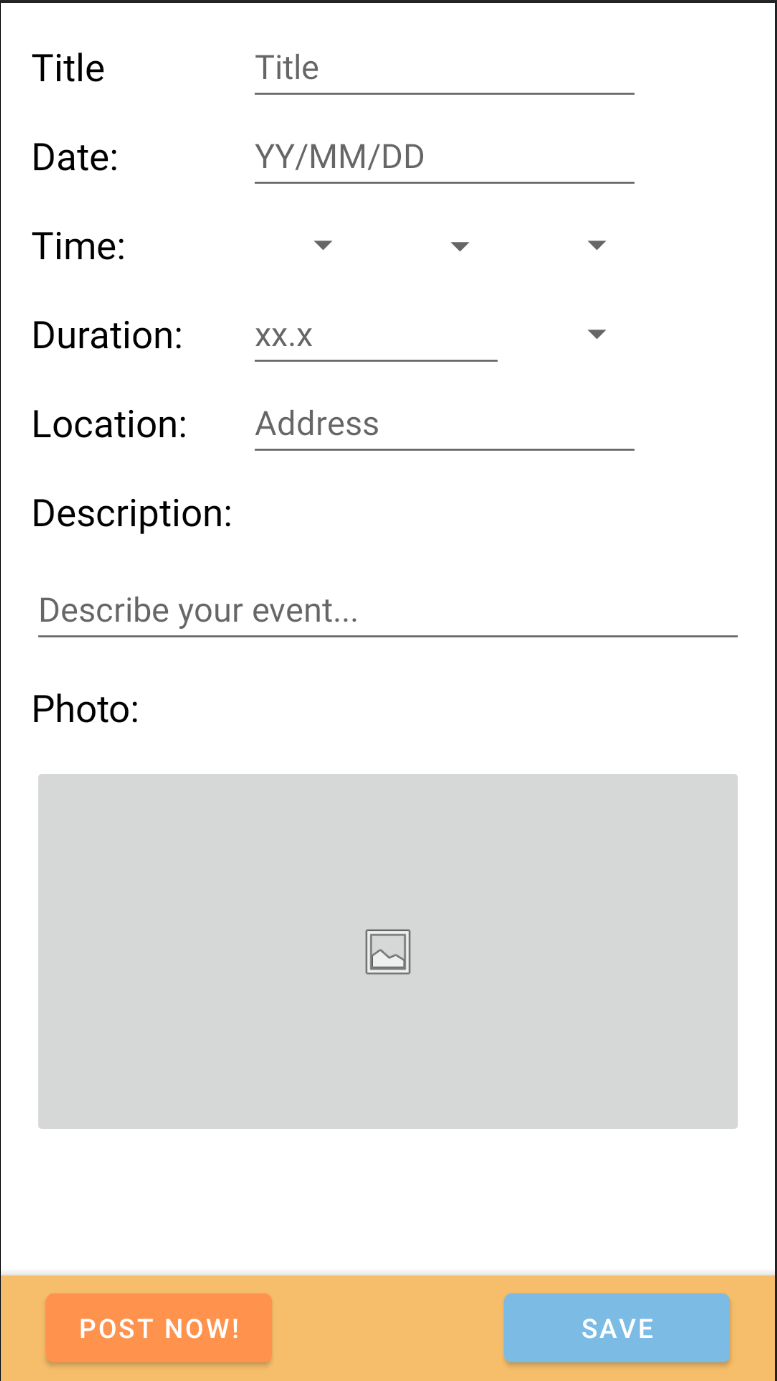 Title Title
Date: YY/MM/DD
Time:
Duration: xx.x
Location: Address
Description:
Describe your event...
Photo:
POST NOW! SAVE